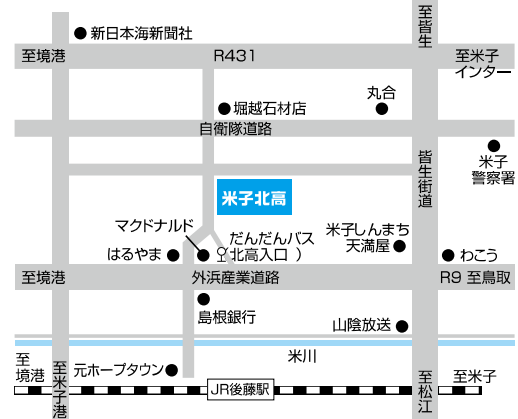 新日本海新聞社
至皆生
至境港
R431
至米子
インター
丸合
堀越石材店
自衛隊道路
米子
警察署
皆生街道
米子北高
マクドナルド
だんだんバス
(北高入口 )
米子しんまち
天満屋
はるやま
わこう
至境港
外浜産業道路
R9 至鳥取
島根銀行
山陰放送
米川
至
境港
至米子港
元ホープタウン
JR後藤駅
至松江
至米子